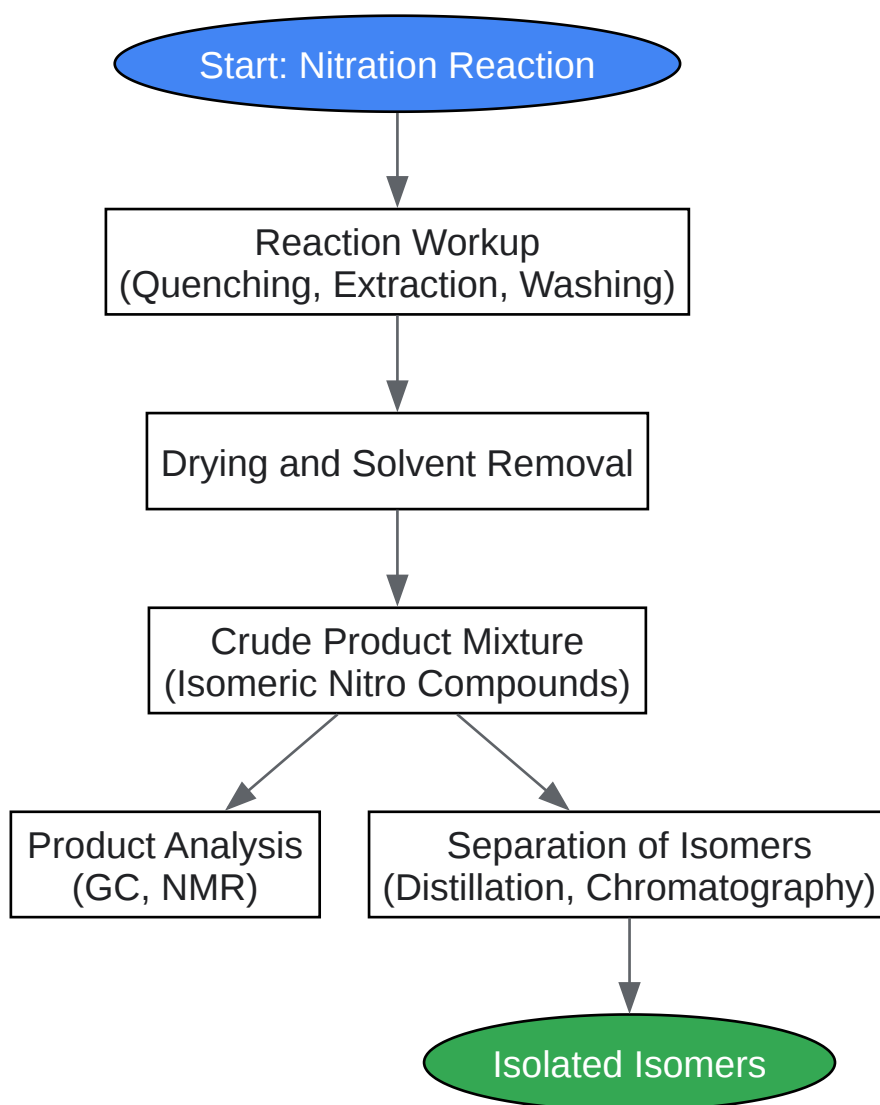 Start: Nitration Reaction
Reaction Workup
(Quenching, Extraction, Washing)
Drying and Solvent Removal
Crude Product Mixture
(Isomeric Nitro Compounds)
Product Analysis
(GC, NMR)
Separation of Isomers
(Distillation, Chromatography)
Isolated Isomers